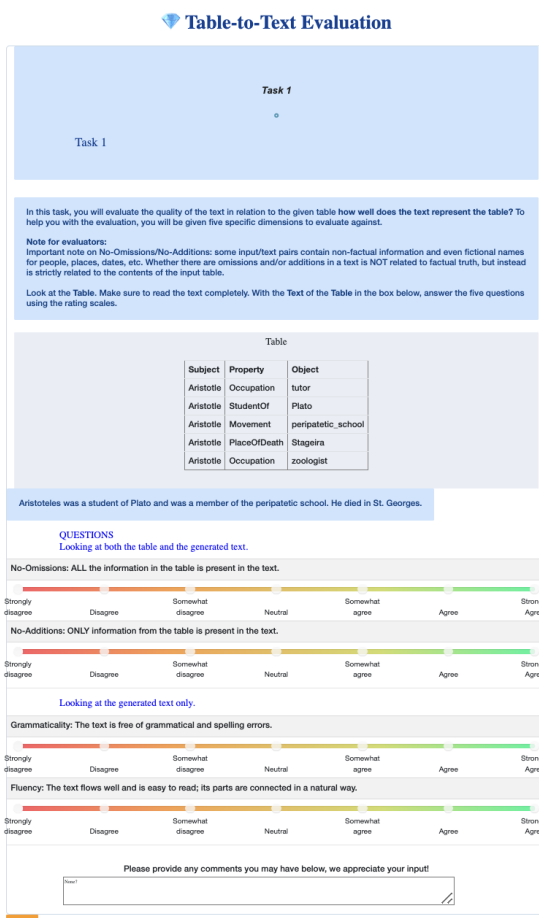 💎 Table-to-Text Evaluation
Task 1
Task 1
In this task, you will evaluate the quality of the text in relation to the given table how well does the text represent the table? To
help you with the evaluation, you will be given five specific dimensions to evaluate against.
Note for evaluators:
Important note on No-Omissions/No-Additions: some input/text pairs contain non-factual information and even fictional names
for people, places, dates, etc. Whether there are omissions and/or additions in a text is NOT related to factual truth, but instead
is strictly related to the contents of the input table.
Look at the Table. Make sure to read the text completely. With the Text of the Table in the box below, answer the five questions
using the rating scales.
Table
Subject Property Object
Aristotle Occupation tutor
Aristotle StudentOf Plato
Aristotle Movement peripatetic_school
Aristotle PlaceOfDeath Stageira
Aristotle Occupation zoologist
Aristoteles was a student of Plato and was a member of the peripatetic school. He died in St. Georges.
QUESTIONS
Looking at both the table and the generated text.
No-Omissions: ALL the information in the table is present in the text.
Strongly Somewhat Somewhat Stron
disagree Disagree disagree Neutral agree Agree Agre
No-Additions: ONLY information from the table is present in the text.
Strongly Somewhat Somewhat Stron
disagree Disagree disagree Neutral agree Agree Agre
Looking at the generated text only.
Grammaticality: The text is free of grammatical and spelling errors.
Strongly Somewhat Somewhat Stron
disagree Disagree disagree Neutral agree Agree Agre
Fluency: The text flows well and is easy to read; its parts are connected in a natural way.
Strongly Somewhat Somewhat Stron
disagree Disagree disagree Neutral agree Agree Agre
Please provide any comments you may have below, we appreciate your input!